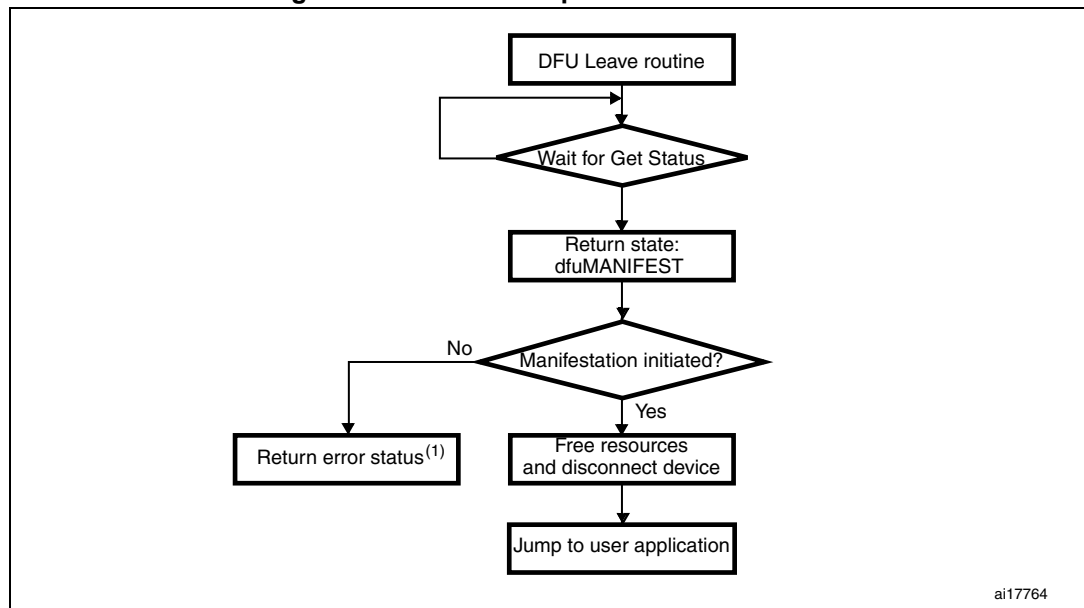 DFU Leave routine
Wait for Get Status
Return state:
dfuMANIFEST
No
Manifestation initiated?
Yes
Return error status(1)
Free resources
and disconnect device
Jump to user application
ai17764